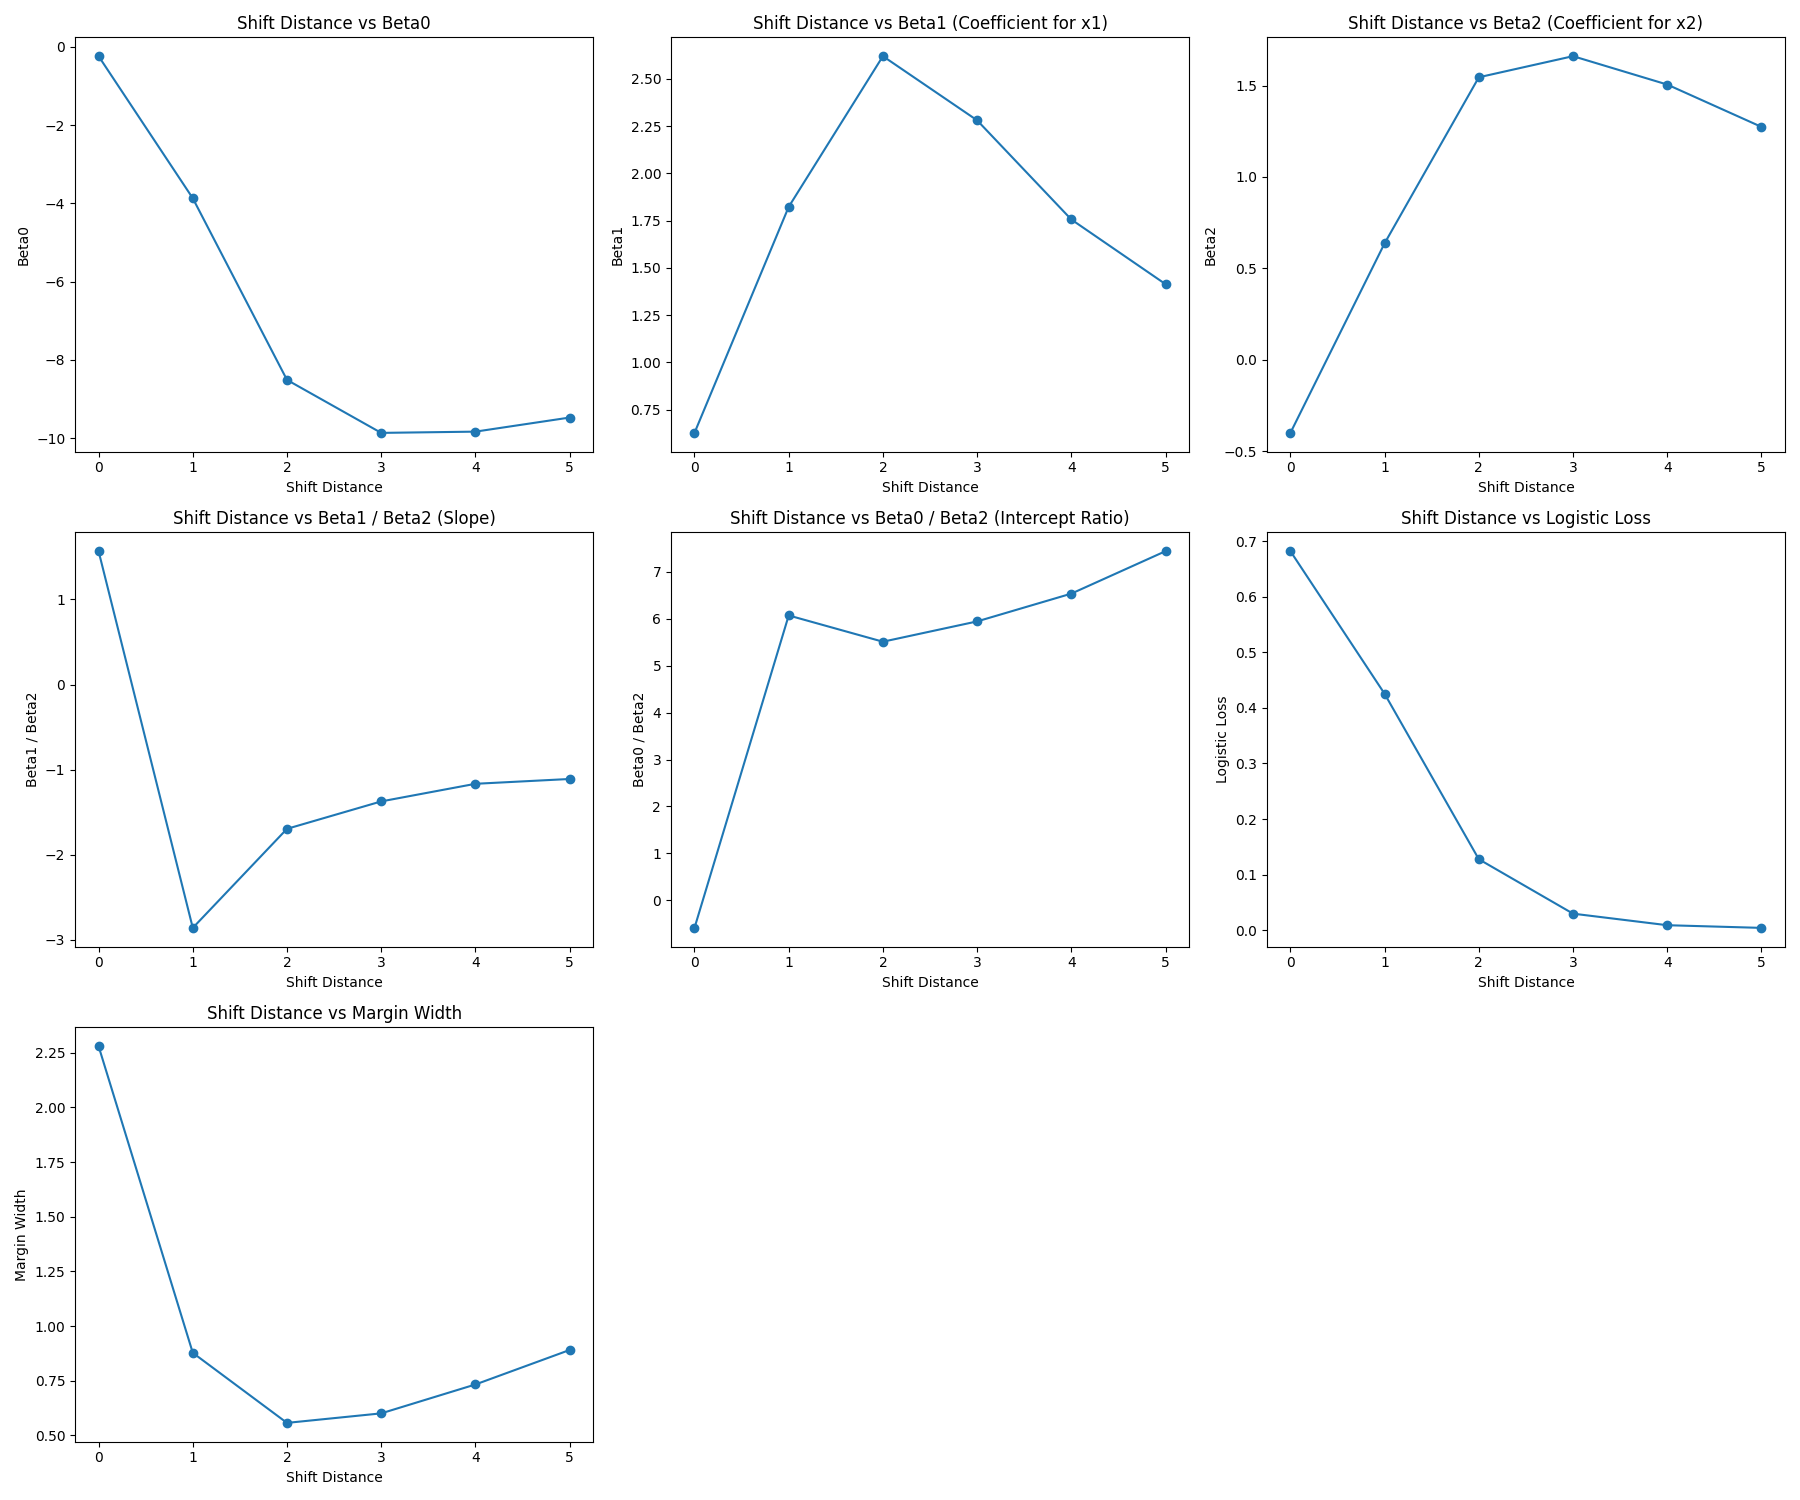 Shift Distance vs Beta0
0
−2
−4
−6
−8
−10
Beta0
0 1 2 3 4 5
Shift Distance
Shift Distance vs Beta1 (Coefficient for x1)
2.50
2.25
2.00
1.75
1.50
1.25
1.00
0.75
Beta1
0 1 2 3 4 5
Shift Distance
Shift Distance vs Beta2 (Coefficient for x2)
1.5
1.0
0.5
0.0
−0.5
Beta2
0 1 2 3 4 5
Shift Distance
Shift Distance vs Beta1 / Beta2 (Slope)
1
0
−1
−2
−3
Beta1 / Beta2
0 1 2 3 4 5
Shift Distance
Shift Distance vs Beta0 / Beta2 (Intercept Ratio)
7
6
5
4
3
2
1
0
Beta0 / Beta2
0 1 2 3 4 5
Shift Distance
Shift Distance vs Logistic Loss
0.7
0.6
0.5
0.4
0.3
0.2
0.1
0.0
Logistic Loss
0 1 2 3 4 5
Shift Distance
Shift Distance vs Margin Width
2.25
2.00
1.75
1.50
1.25
1.00
0.75
0.50
Margin Width
0 1 2 3 4 5
Shift Distance